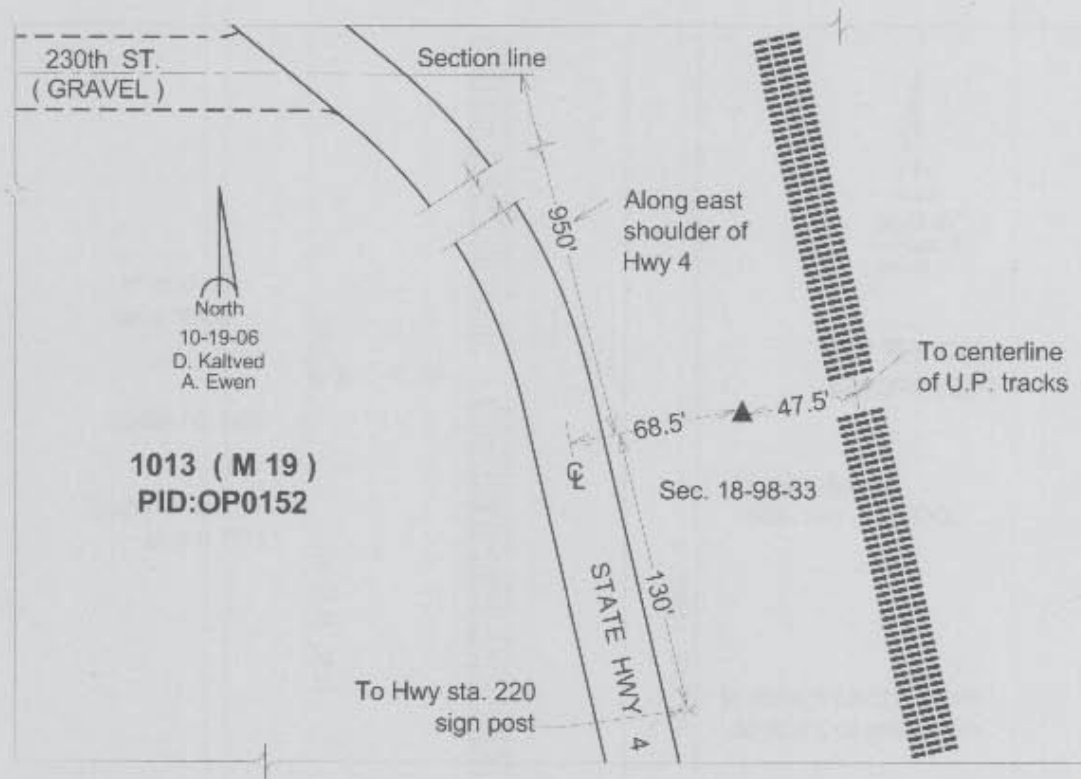 230th ST.
( GRAVEL )
Section line
950'
Along east
shoulder of
Hwy 4
North
10-19-06
D. Kaltved
A. Ewen
1013 ( M 19 )
PID:OP0152
To centerline
of U.P. tracks
68.5'
47.5'
℄
Sec. 18-98-33
STATE HWY 4
130'
To Hwy sta. 220
sign post